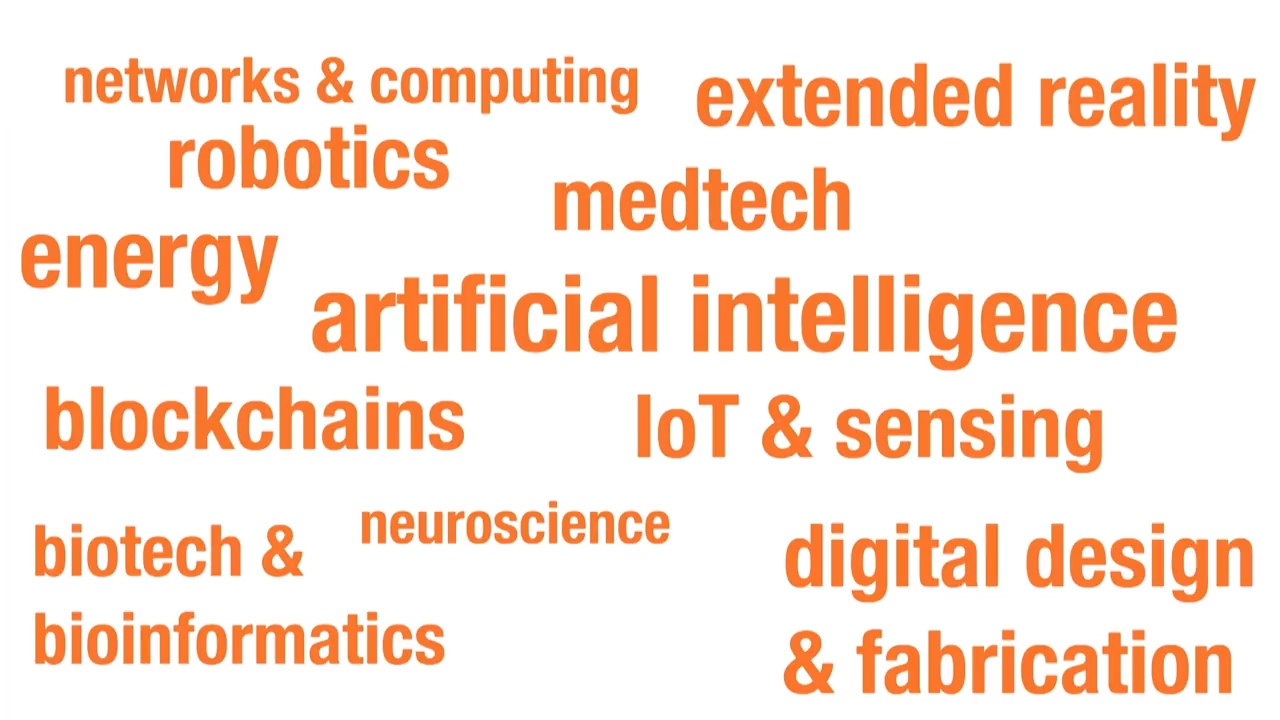 networks & computing
extended reality
robotics
medtech
energy
artificial intelligence
blockchains
IoT & sensing
neuroscience
biotech &
bioinformatics
digital design
& fabrication